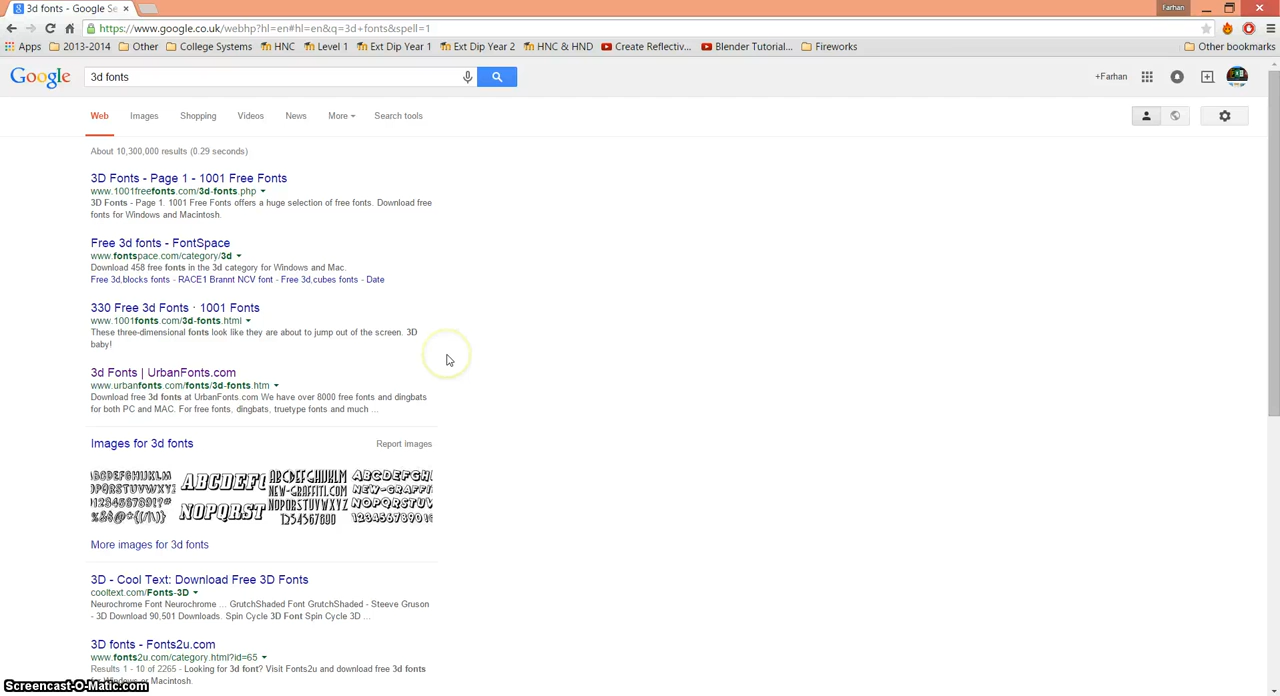 3d fonts - Google Se
Farhan
https://www.google.co.uk/webhp?hl=en#hl=en&q=3d+fonts&spell=1
Apps 2013-2014 Other College Systems HNC Level 1 Ext Dip Year 1 Ext Dip Year 2 HNC & HND Create Reflectiv... Blender Tutorial... Fireworks Other bookmarks
Google 3d fonts +Farhan
Web Images Shopping Videos News More Search tools
About 10,300,000 results (0.29 seconds)
3D Fonts - Page 1 - 1001 Free Fonts
www.1001freefonts.com/3d-fonts.php
3D Fonts - Page 1. 1001 Free Fonts offers a huge selection of free fonts. Download free
fonts for Windows and Macintosh.
Free 3d fonts - FontSpace
www.fontspace.com/category/3d
Download 458 free fonts in the 3d category for Windows and Mac.
Free 3d,blocks fonts - RACE1 Brannt NCV font - Free 3d,cubes fonts - Date
330 Free 3d Fonts · 1001 Fonts
www.1001fonts.com/3d-fonts.html
These three-dimensional fonts look like they are about to jump out of the screen. 3D
baby!
3d Fonts | UrbanFonts.com
www.urbanfonts.com/fonts/3d-fonts.htm
Download free 3d fonts at UrbanFonts.com We have over 8000 free fonts and dingbats
for both PC and MAC. For free fonts, dingbats, truetype fonts and much ...
Images for 3d fonts Report images
ABCDEFGHIJKLM ABCDEF ABCDEFGHIJKLM ABCDEFGH
NEW-GRAFFITI.COM NEW-GRAFFI
NOPQRST NOPQRSTUVWXYZ
1234567890
More images for 3d fonts
3D - Cool Text: Download Free 3D Fonts
cooltext.com/Fonts-3D
Neurochrome Font Neurochrome ... GrutchShaded Font GrutchShaded - Steeve Gruson
- 3D Download 90,501 Downloads. Spin Cycle 3D Font Spin Cycle 3D ...
3D fonts - Fonts2u.com
www.fonts2u.com/category.html?id=65
Results 1 - 10 of 2265 - Looking for 3d font? Visit Fonts2u and download free 3d fonts
for Windows or Macintosh.
Screencast-O-Matic.com